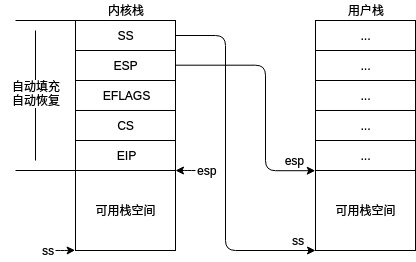 内核栈
用户栈
SS
...
ESP
...
自动填充
自动恢复
EFLAGS
...
CS
...
EIP
...
esp
esp
可用栈空间
可用栈空间
ss
ss